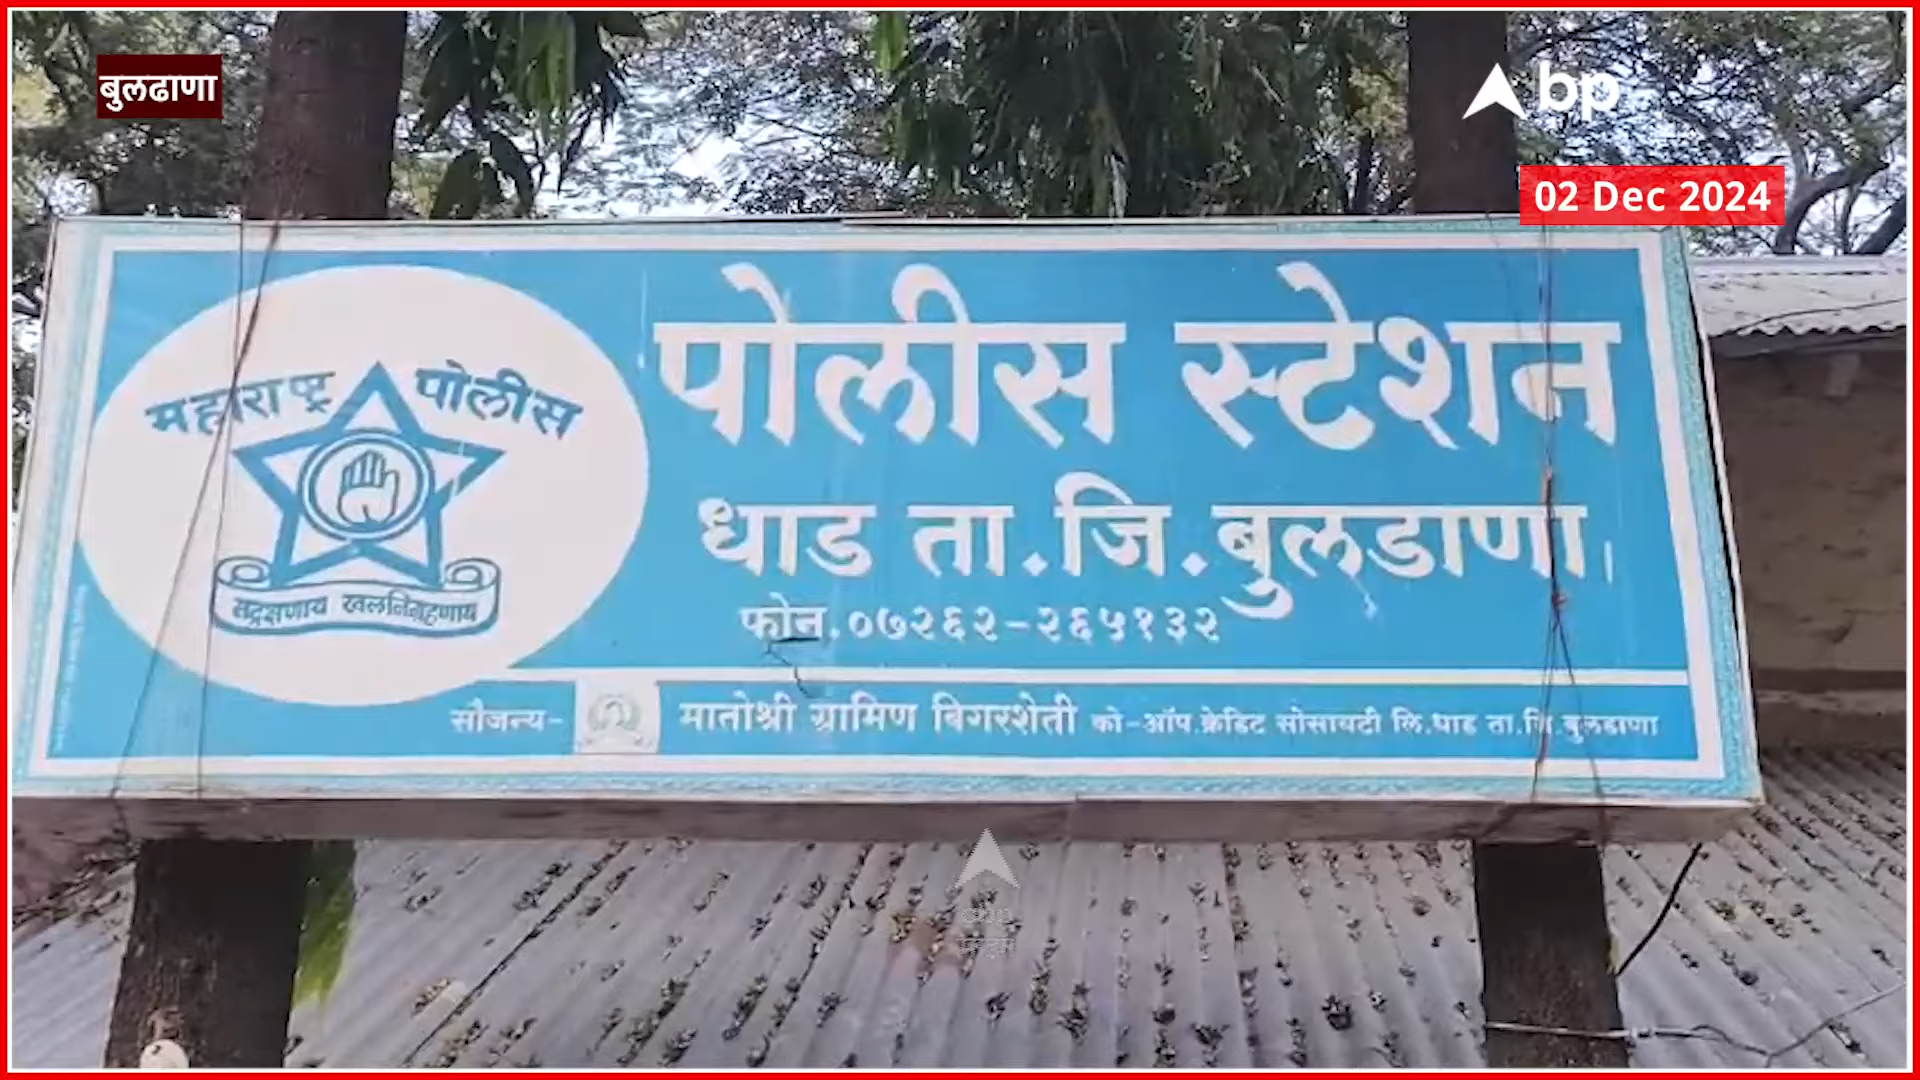 बुलढाणा
abp
02 Dec 2024
पोलीस स्टेशन
महाराष्ट्र पोलीस
धाड ता.जि.बुलडाणा
सद्रक्षणाय खलनिग्रहणाय
फोन.०७२६२-२६५१३२
सौजन्य-
मातोश्री ग्रामिण बिगरशेती को-ऑप.क्रेडिट सोसायटी लि.धाड ता.जि.बुलडाणा
abp
माझा